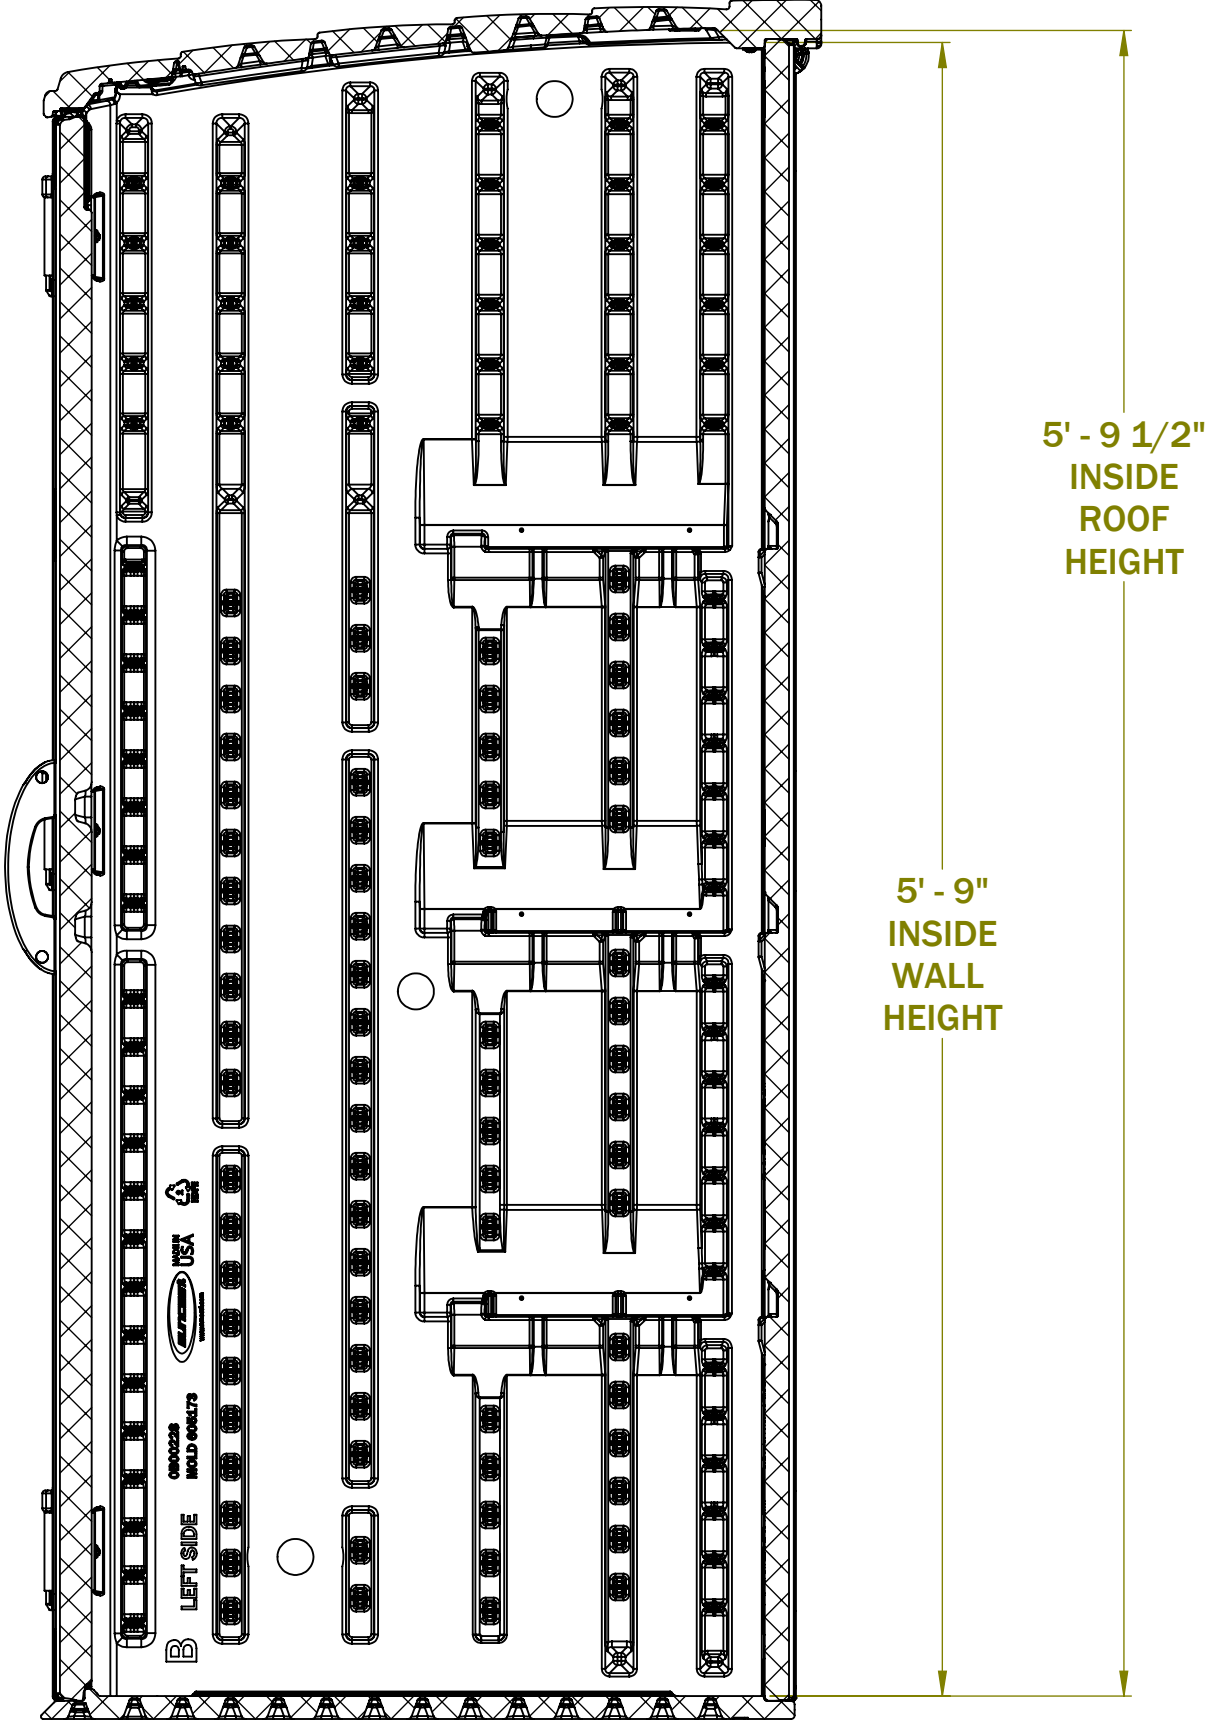 5' - 9 1/2"
INSIDE
ROOF
HEIGHT
5' - 9"
INSIDE
WALL
HEIGHT
MADE IN
USA
MOLD 605173
LEFT SIDE
B